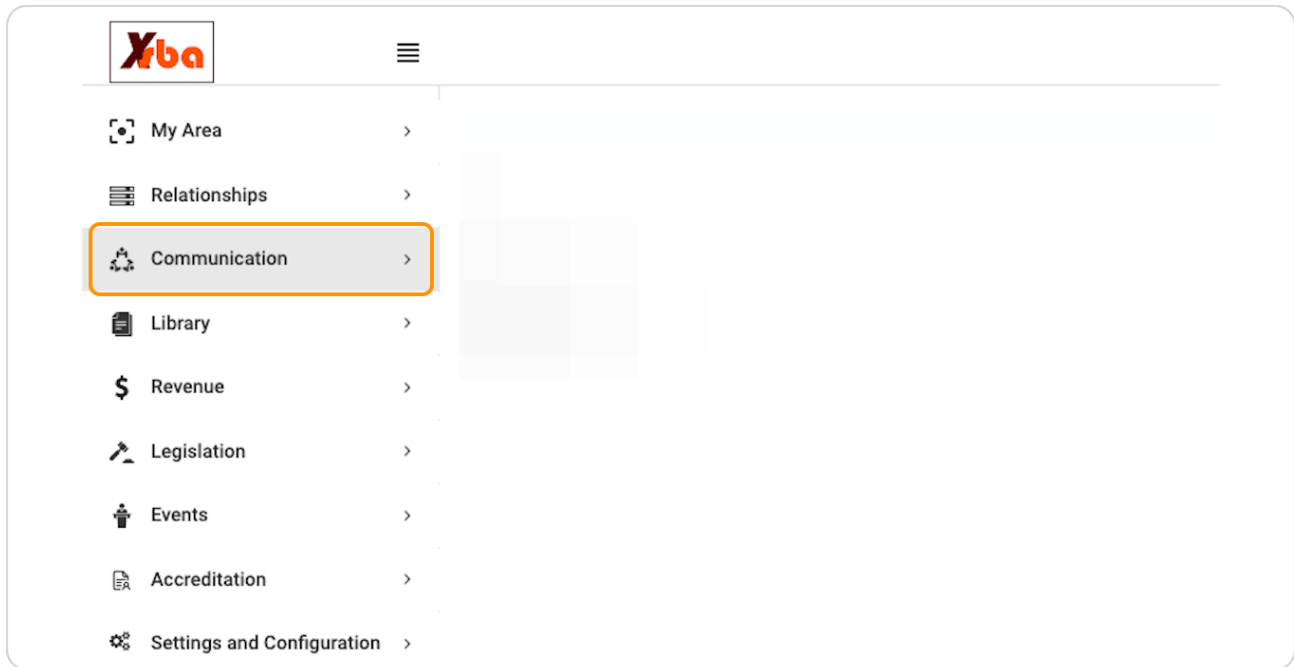 Xrba
My Area
Relationships
Communication
Library
Revenue
Legislation
Events
Accreditation
Settings and Configuration